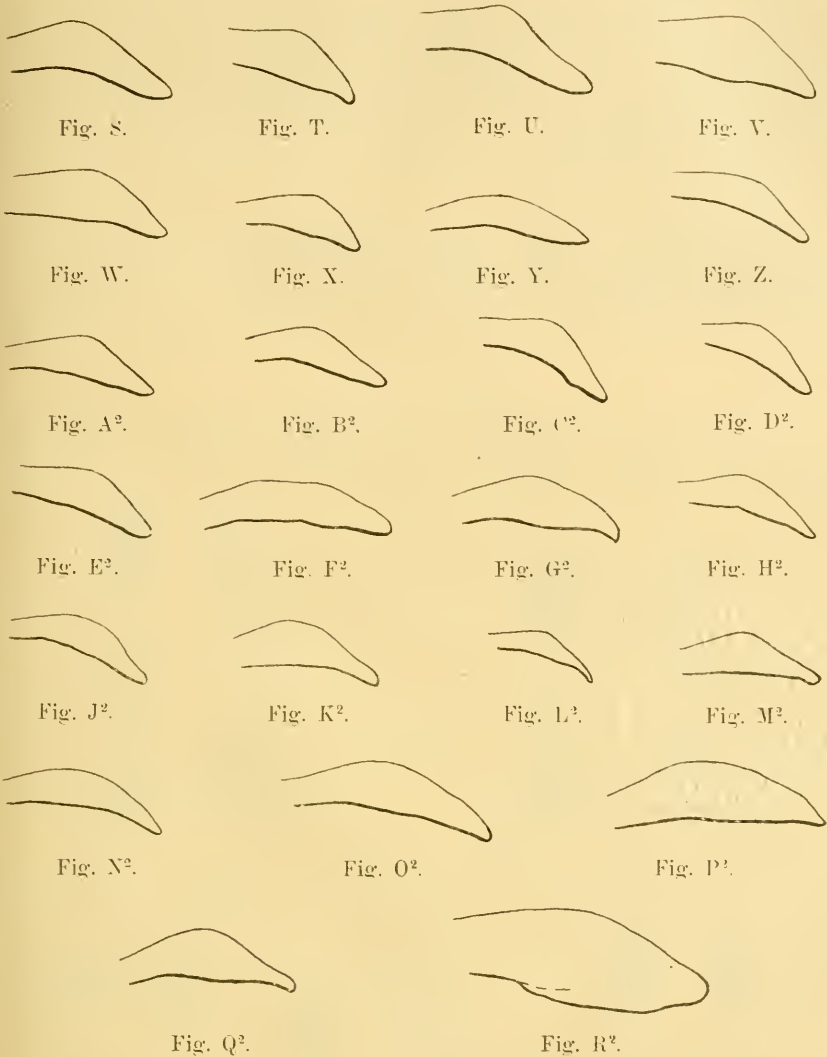 Fig. S. Fig. T. Fig. U. Fig. V.
Fig. W. Fig. X. Fig. Y. Fig. Z.
Fig. A². Fig. B². Fig. C². Fig. D².
Fig. E². Fig. F². Fig. G². Fig. H².
Fig. J². Fig. K². Fig. L². Fig. M².
Fig. N². Fig. O². Fig. P².
Fig. Q². Fig. R².